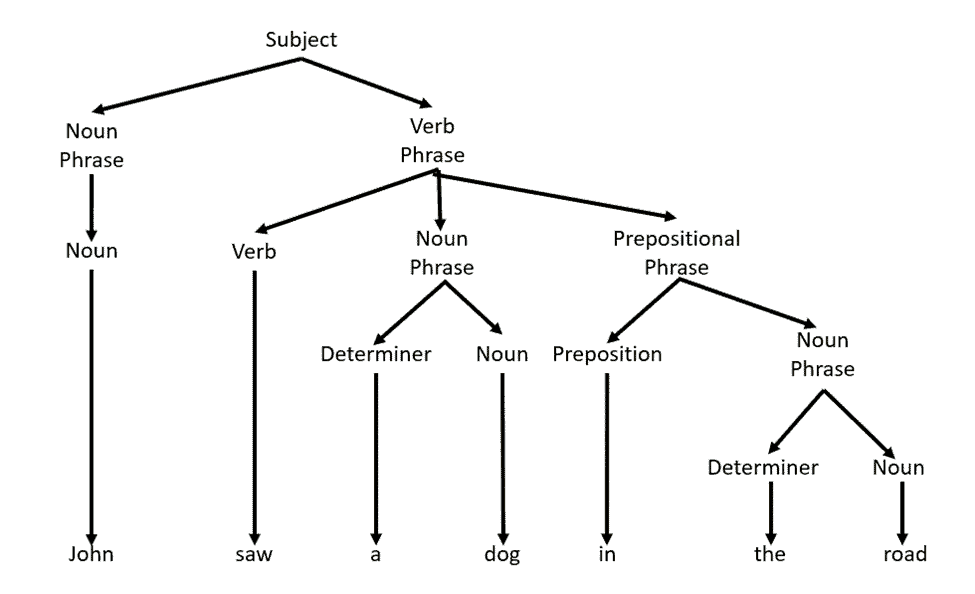 Subject
Noun
Phrase
Verb
Phrase
Noun
Verb
Noun
Phrase
Prepositional
Phrase
Determiner
Noun
Preposition
Noun
Phrase
Determiner
Noun
John
saw
a
dog
in
the
road